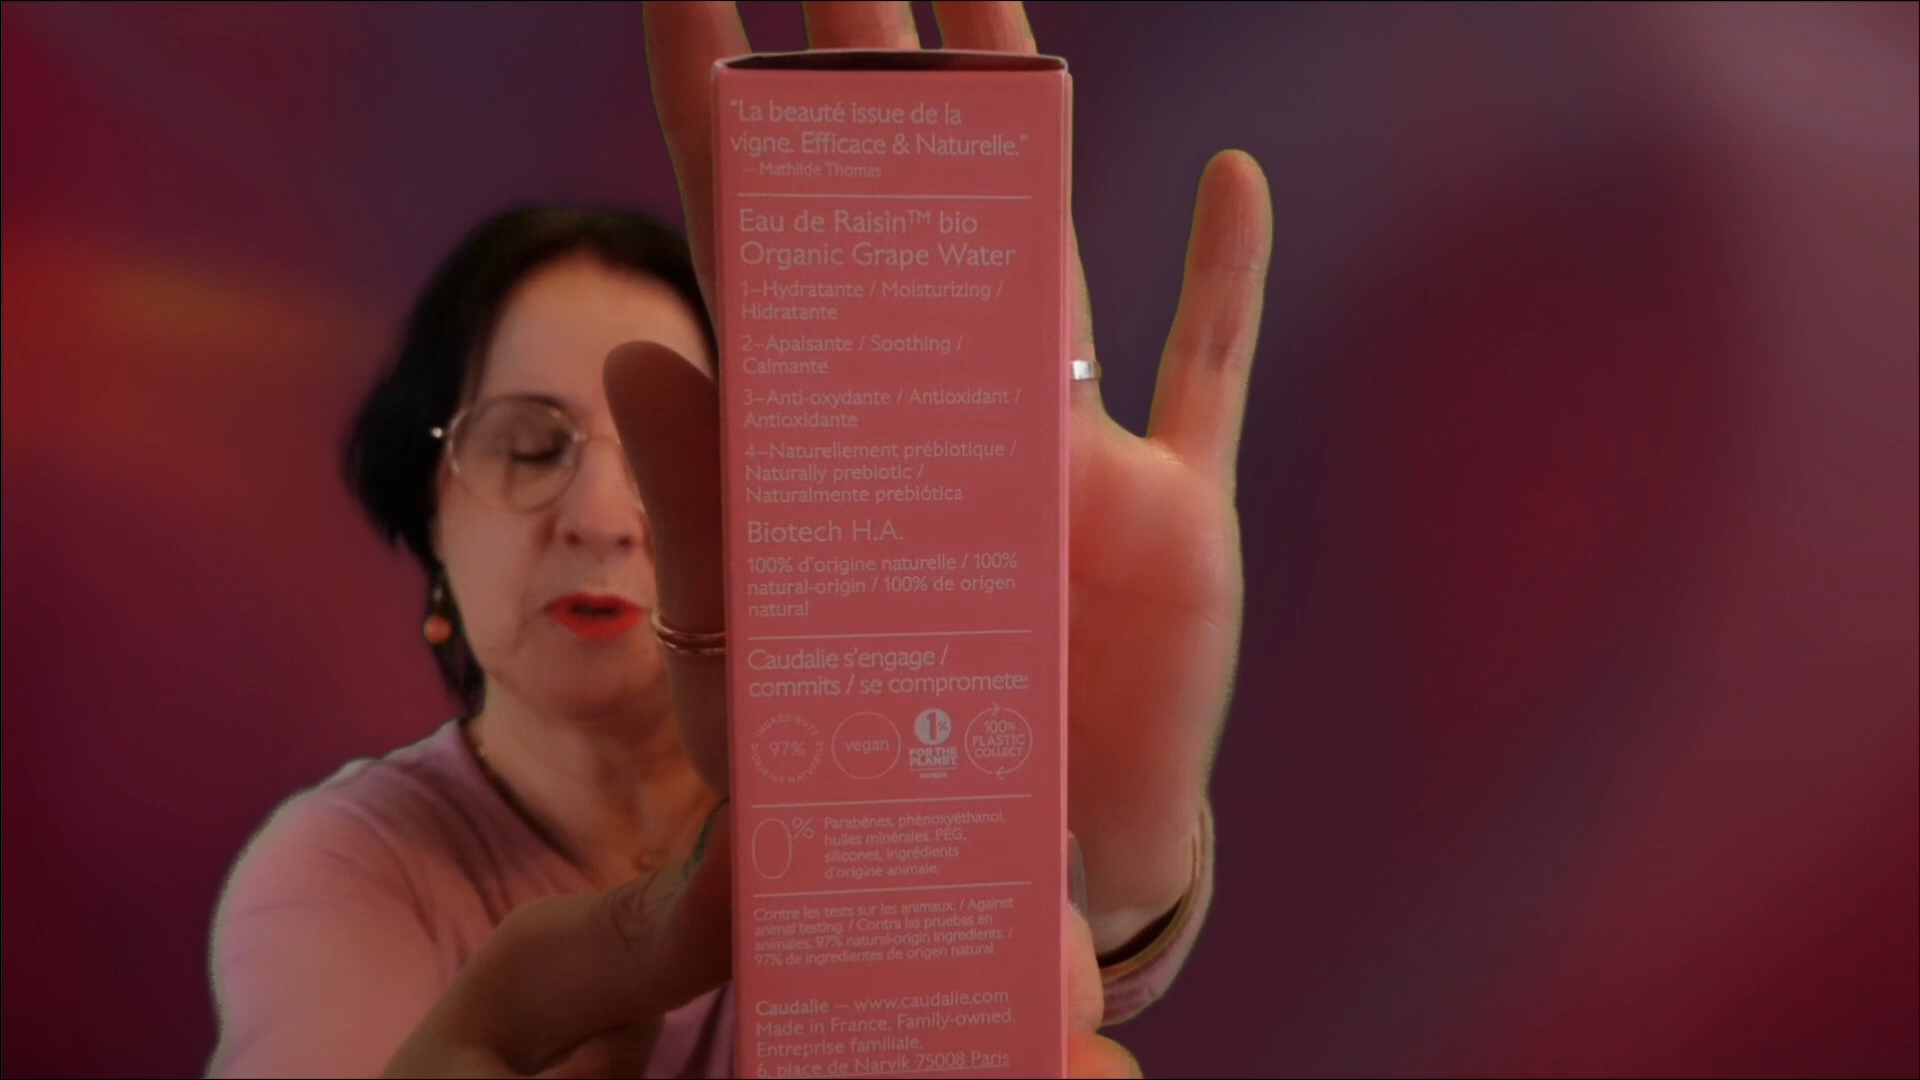 “La beauté issue de la
vigne. Efficace & Naturelle.”
— Mathilde Thomas
Eau de Raisin™ bio
Organic Grape Water
1–Hydratante / Moisturizing /
Hidratante
2–Apaisante / Soothing /
Calmante
3–Anti-oxydante / Antioxidant /
Antioxidante
4–Naturellement prébiotique /
Naturally prebiotic /
Naturalmente prebiótica
Biotech H.A.
100% d'origine naturelle / 100%
natural-origin / 100% de origen
natural
Caudalie s'engage /
commits / se compromete:
INGRÉDIENTS
97%
D'ORIGINE NATURELLE
vegan
1%
FOR THE
PLANET
100%
PLASTIC
COLLECT
0%
Parabènes, phénoxyéthanol,
huiles minérales, PEG,
silicones, ingrédients
d'origine animale.
Contre les tests sur les animaux. / Against
animal testing. / Contra las pruebas en
animales. 97% natural-origin ingredients. /
97% de ingredientes de origen natural.
Caudalie — www.caudalie.com
Made in France. Family-owned.
Entreprise familiale.
6, place de Narvik 75008 Paris